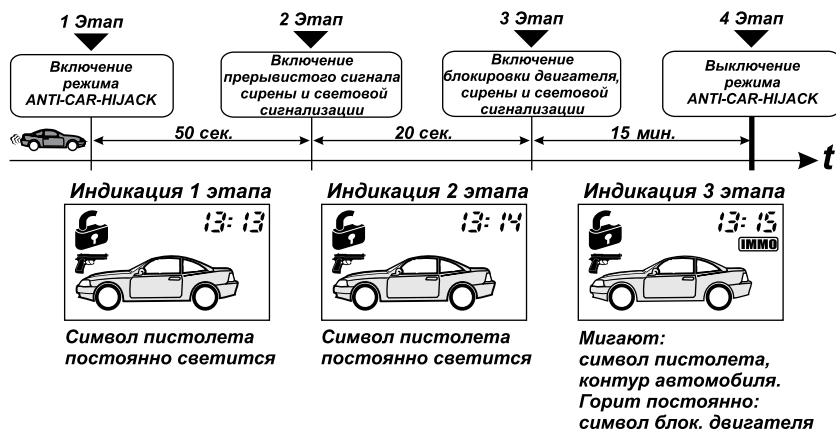 1 Этап
2 Этап
3 Этап
4 Этап
Включение
режима
ANTI-CAR-HIJACK
Включение
прерывистого сигнала
сирены и световой
сигнализации
Включение
блокировки двигателя,
сирены и световой
сигнализации
Выключение
режима
ANTI-CAR-HIJACK
50 сек.
20 сек.
15 мин.
t
Индикация 1 этапа
Индикация 2 этапа
Индикация 3 этапа
13:13
13:14
13:15
IMMO
Символ пистолета
постоянно светится
Символ пистолета
постоянно светится
Мигают:
символ пистолета,
контур автомобиля.
Горит постоянно:
символ блок. двигателя